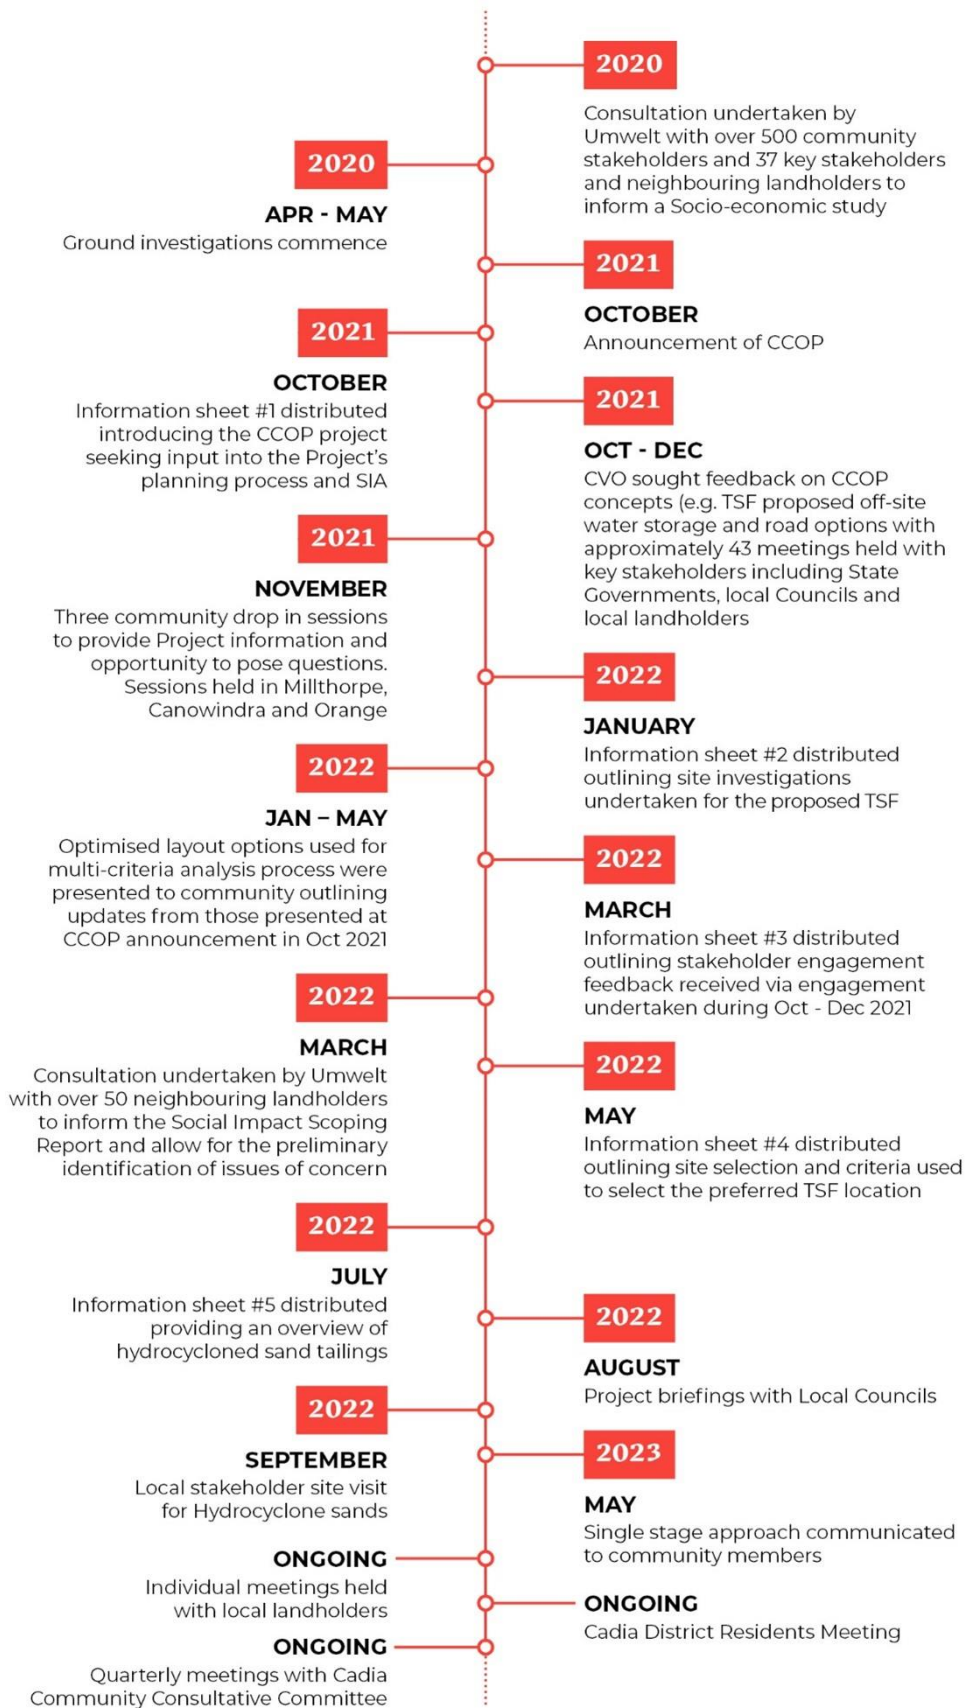 2020
Consultation undertaken by
Umwelt with over 500 community
stakeholders and 37 key stakeholders
and neighbouring landholders to
inform a Socio-economic study
2020
APR - MAY
Ground investigations commence
2021
OCTOBER
Announcement of CCOP
2021
OCTOBER
Information sheet #1 distributed
introducing the CCOP project
seeking input into the Project's
planning process and SIA
2021
OCT - DEC
CVO sought feedback on CCOP
concepts (e.g. TSF proposed off-site
water storage and road options with
approximately 43 meetings held with
key stakeholders including State
Governments, local Councils and
local landholders
2021
NOVEMBER
Three community drop in sessions
to provide Project information and
opportunity to pose questions.
Sessions held in Millthorpe,
Canowindra and Orange
2022
JANUARY
Information sheet #2 distributed
outlining site investigations
undertaken for the proposed TSF
2022
JAN – MAY
Optimised layout options used for
multi-criteria analysis process were
presented to community outlining
updates from those presented at
CCOP announcement in Oct 2021
2022
MARCH
Information sheet #3 distributed
outlining stakeholder engagement
feedback received via engagement
undertaken during Oct - Dec 2021
2022
MARCH
Consultation undertaken by Umwelt
with over 50 neighbouring landholders
to inform the Social Impact Scoping
Report and allow for the preliminary
identification of issues of concern
2022
MAY
Information sheet #4 distributed
outlining site selection and criteria used
to select the preferred TSF location
2022
JULY
Information sheet #5 distributed
providing an overview of
hydrocycloned sand tailings
2022
AUGUST
Project briefings with Local Councils
2022
SEPTEMBER
Local stakeholder site visit
for Hydrocyclone sands
2023
MAY
Single stage approach communicated
to community members
ONGOING
Individual meetings held
with local landholders
ONGOING
Cadia District Residents Meeting
ONGOING
Quarterly meetings with Cadia
Community Consultative Committee